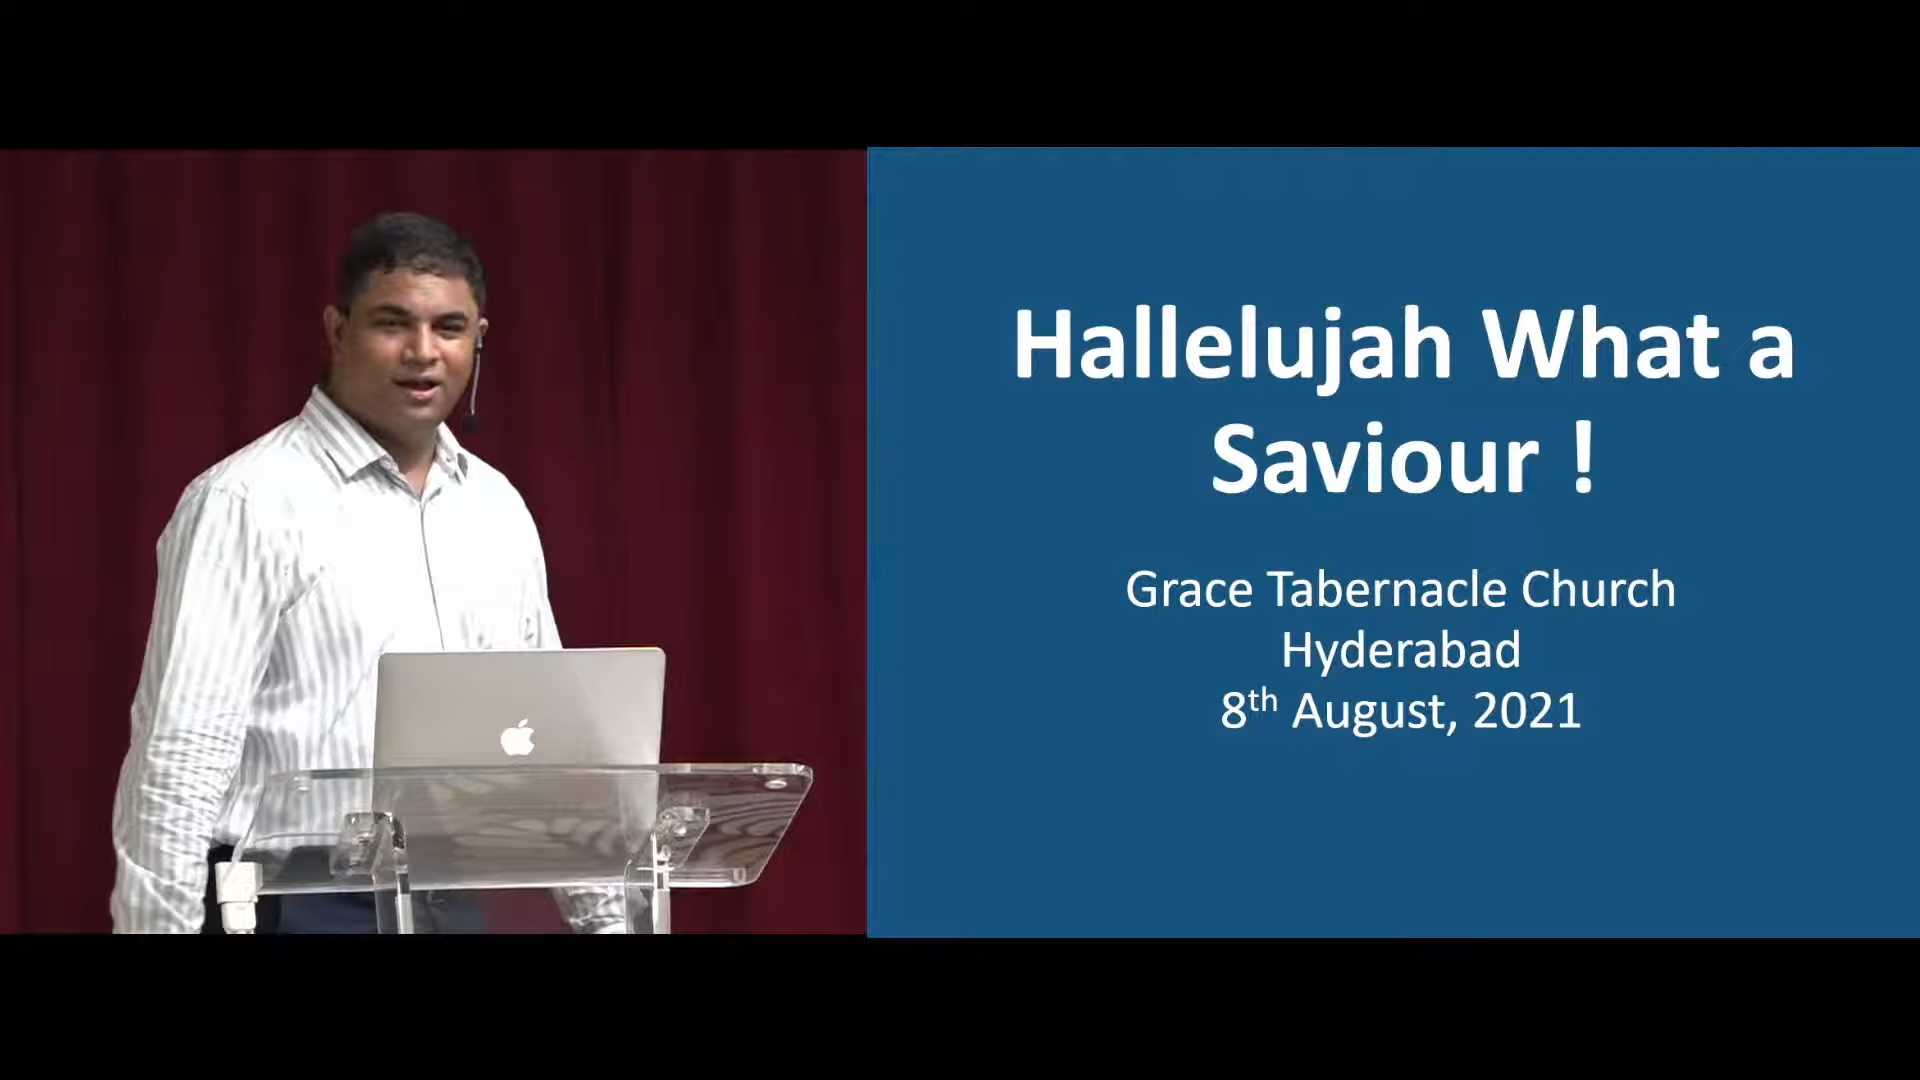 Hallelujah What a
Saviour !
Grace Tabernacle Church
Hyderabad
8th August, 2021